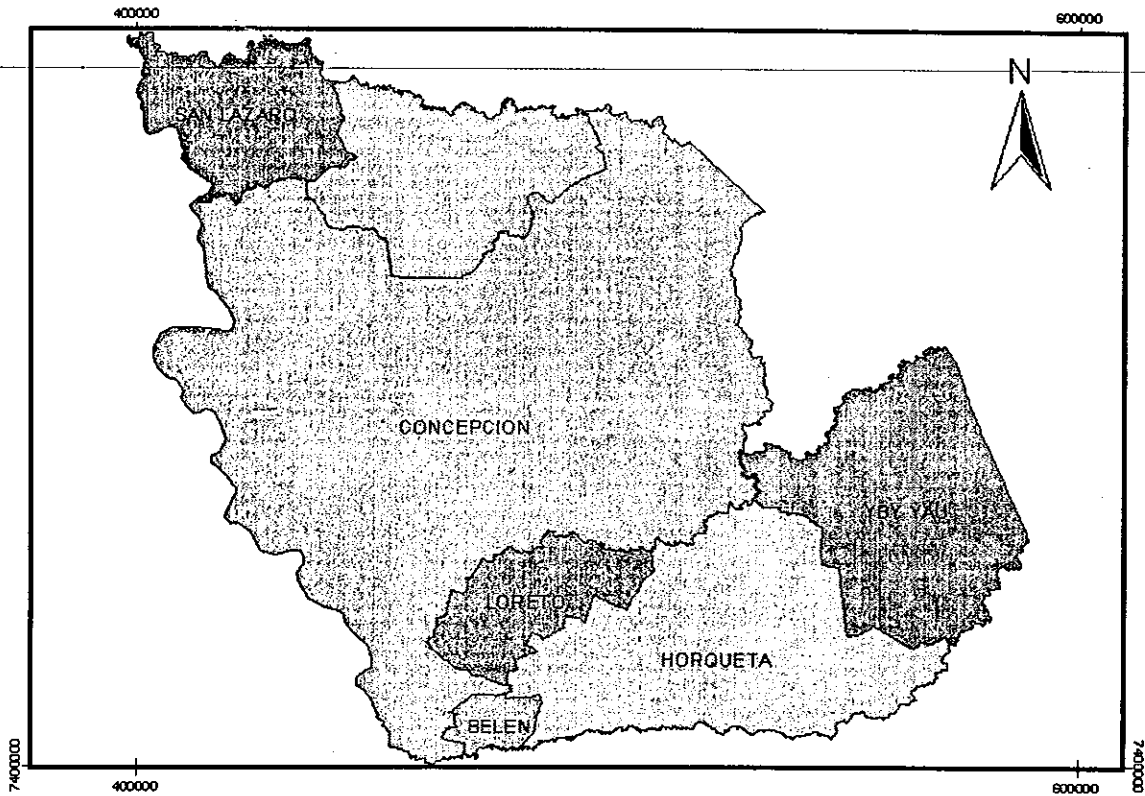 400000
600000
N
SAN LAZARO
CONCEPCION
YBY YAU
LORETO
HORQUETA
BELEN
7400000
7400000
400000
600000